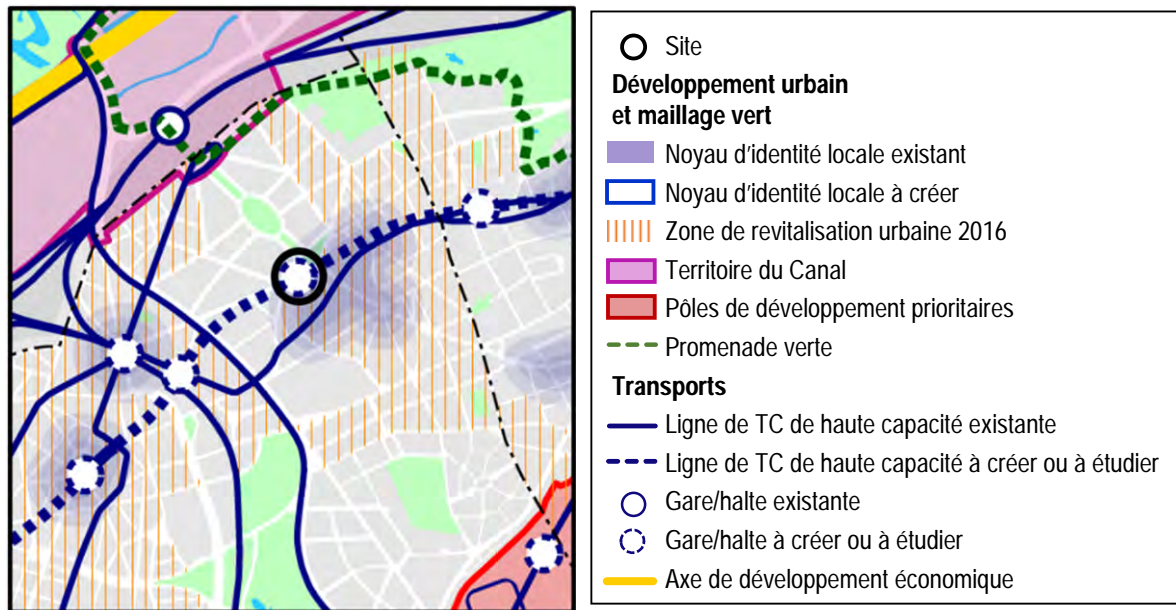 Site
Développement urbain
et maillage vert
Noyau d'identité locale existant
Noyau d'identité locale à créer
Zone de revitalisation urbaine 2016
Territoire du Canal
Pôles de développement prioritaires
Promenade verte
Transports
Ligne de TC de haute capacité existante
Ligne de TC de haute capacité à créer ou à étudier
Gare/halte existante
Gare/halte à créer ou à étudier
Axe de développement économique